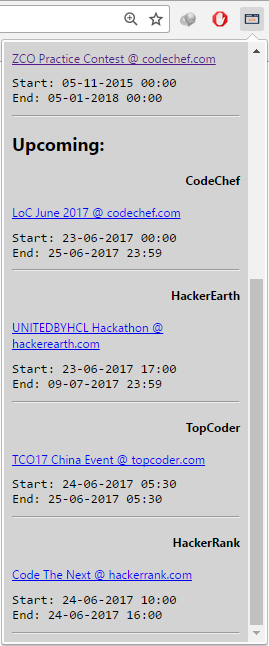 ZCO Practice Contest @ codechef.com
Start: 05-11-2015 00:00
End: 05-01-2018 00:00
Upcoming:
CodeChef
LoC June 2017 @ codechef.com
Start: 23-06-2017 00:00
End: 25-06-2017 23:59
HackerEarth
UNITEDBYHCL Hackathon @
hackerearth.com
Start: 23-06-2017 17:00
End: 09-07-2017 23:59
TopCoder
TCO17 China Event @ topcoder.com
Start: 24-06-2017 05:30
End: 25-06-2017 05:30
HackerRank
Code The Next @ hackerrank.com
Start: 24-06-2017 10:00
End: 24-06-2017 16:00